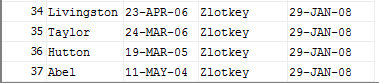 34 Livingston 23-APR-06 Zlotkey 29-JAN-08
35 Taylor 24-MAR-06 Zlotkey 29-JAN-08
36 Hutton 19-MAR-05 Zlotkey 29-JAN-08
37 Abel 11-MAY-04 Zlotkey 29-JAN-08